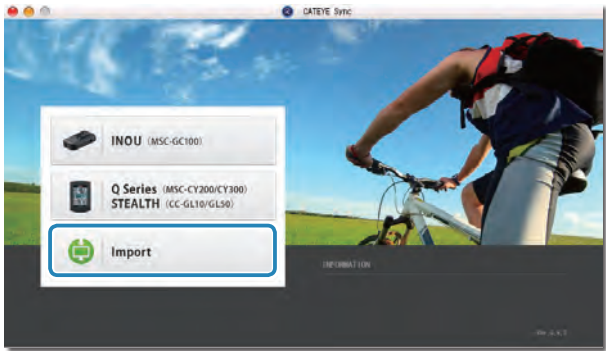 CATEYE Sync
INOU (MSC-GC100)
Q Series (MSC-CY200/CY300)
STEALTH (CC-GL10/GL50)
Import
INFORMATION